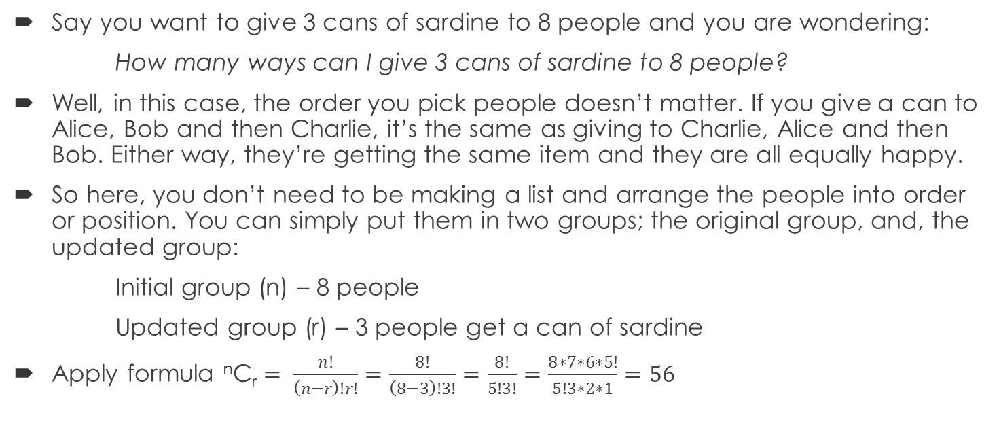 Say you want to give 3 cans of sardine to 8 people and you are wondering:
How many ways can I give 3 cans of sardine to 8 people?
Well, in this case, the order you pick people doesn't matter. If you give a can to
Alice, Bob and then Charlie, it's the same as giving to Charlie, Alice and then
Bob. Either way, they're getting the same item and they are all equally happy.
So here, you don't need to be making a list and arrange the people into order
or position. You can simply put them in two groups; the original group, and, the
updated group:
Initial group (n) – 8 people
Updated group (r) – 3 people get a can of sardine
Apply formula ⁿCᵣ = n!/(n−r)!r! = 8!/(8−3)!3! = 8!/5!3! = 8*7*6*5!/5!3*2*1 = 56